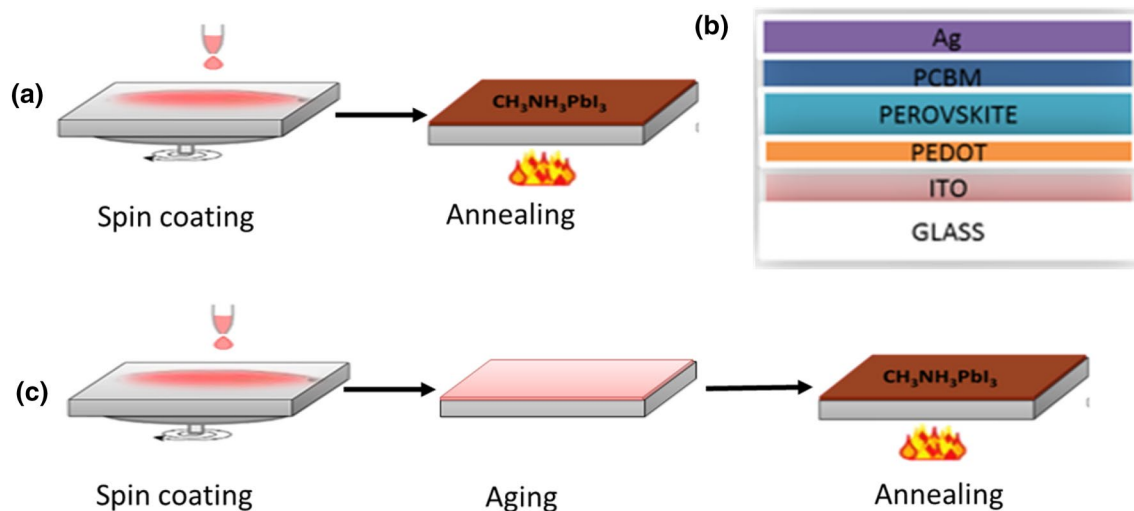 (a)
CH₃NH₃PbI₃
Spin coating
Annealing
(b)
Ag
PCBM
PEROVSKITE
PEDOT
ITO
GLASS
(c)
CH₃NH₃PbI₃
Spin coating
Aging
Annealing